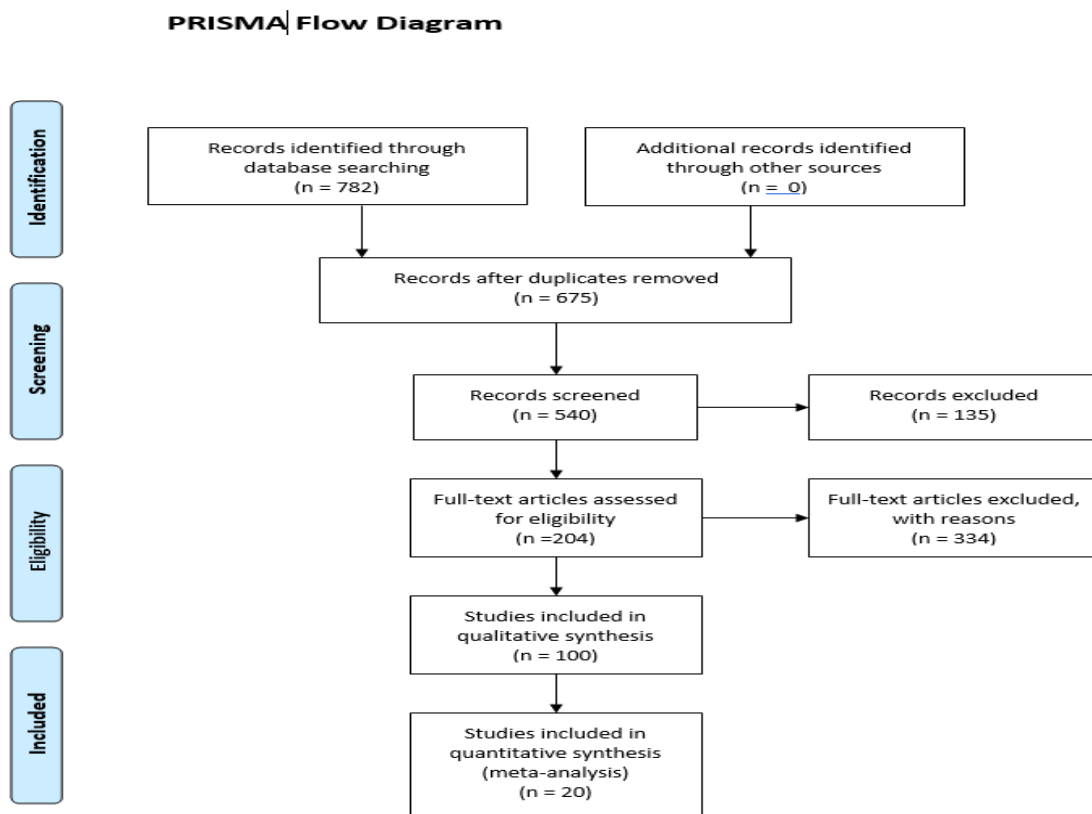 PRISMA Flow Diagram
Identification
Records identified through
database searching
(n = 782)
Additional records identified
through other sources
(n = 0)
Records after duplicates removed
(n = 675)
Screening
Records screened
(n = 540)
Records excluded
(n = 135)
Eligibility
Full-text articles assessed
for eligibility
(n =204)
Full-text articles excluded,
with reasons
(n = 334)
Studies included in
qualitative synthesis
(n = 100)
Included
Studies included in
quantitative synthesis
(meta-analysis)
(n = 20)